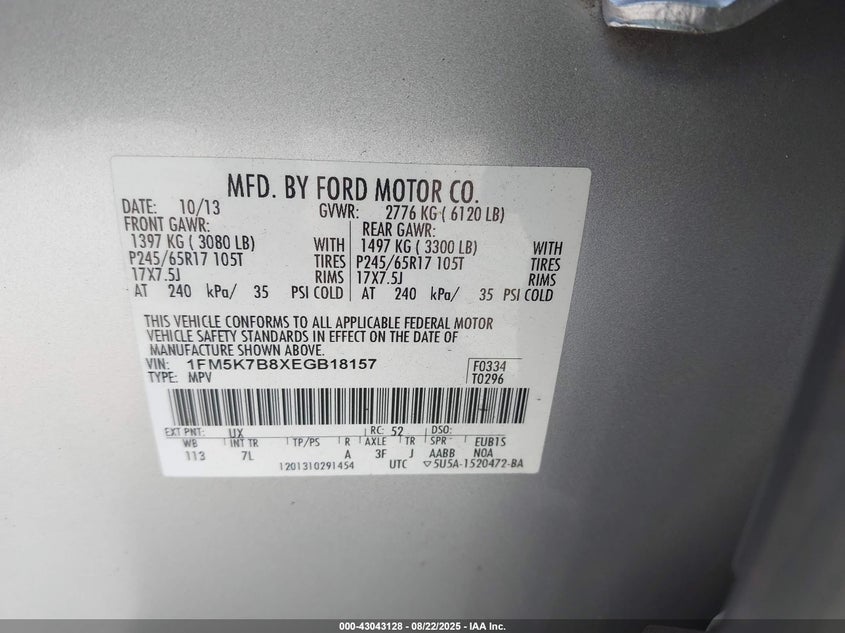 MFD. BY FORD MOTOR CO.
DATE: 10/13 GVWR: 2776 KG ( 6120 LB)
FRONT GAWR: REAR GAWR:
1397 KG ( 3080 LB) WITH 1497 KG ( 3300 LB) WITH
P245/65R17 105T TIRES P245/65R17 105T TIRES
17X7.5J RIMS 17X7.5J RIMS
AT 240 kPa/ 35 PSI COLD AT 240 kPa/ 35 PSI COLD
THIS VEHICLE CONFORMS TO ALL APPLICABLE FEDERAL MOTOR
VEHICLE SAFETY STANDARDS IN EFFECT ON THE DATE OF
MANUFACTURE SHOWN ABOVE.
VIN: 1FM5K7B8XEGB18157 F0334
TYPE: MPV T0296
EXT PNT: UX RC: 52 DSO:
WB INT TR TP/PS R AXLE TR SPR EUB1S
113 7L A 3F J AABB NOA
1201310291454 UTC ▽5U5A-1520472-BA
000-43043128 - 08/22/2025 - IAA Inc.